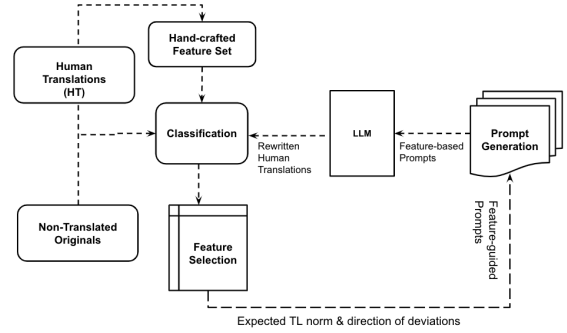 Hand-crafted
Feature Set
Human
Translations
(HT)
Classification
Rewritten
Human
Translations
LLM
Feature-based
Prompts
Prompt
Generation
Non-Translated
Originals
Feature
Selection
Feature-guided
Prompts
Expected TL norm & direction of deviations